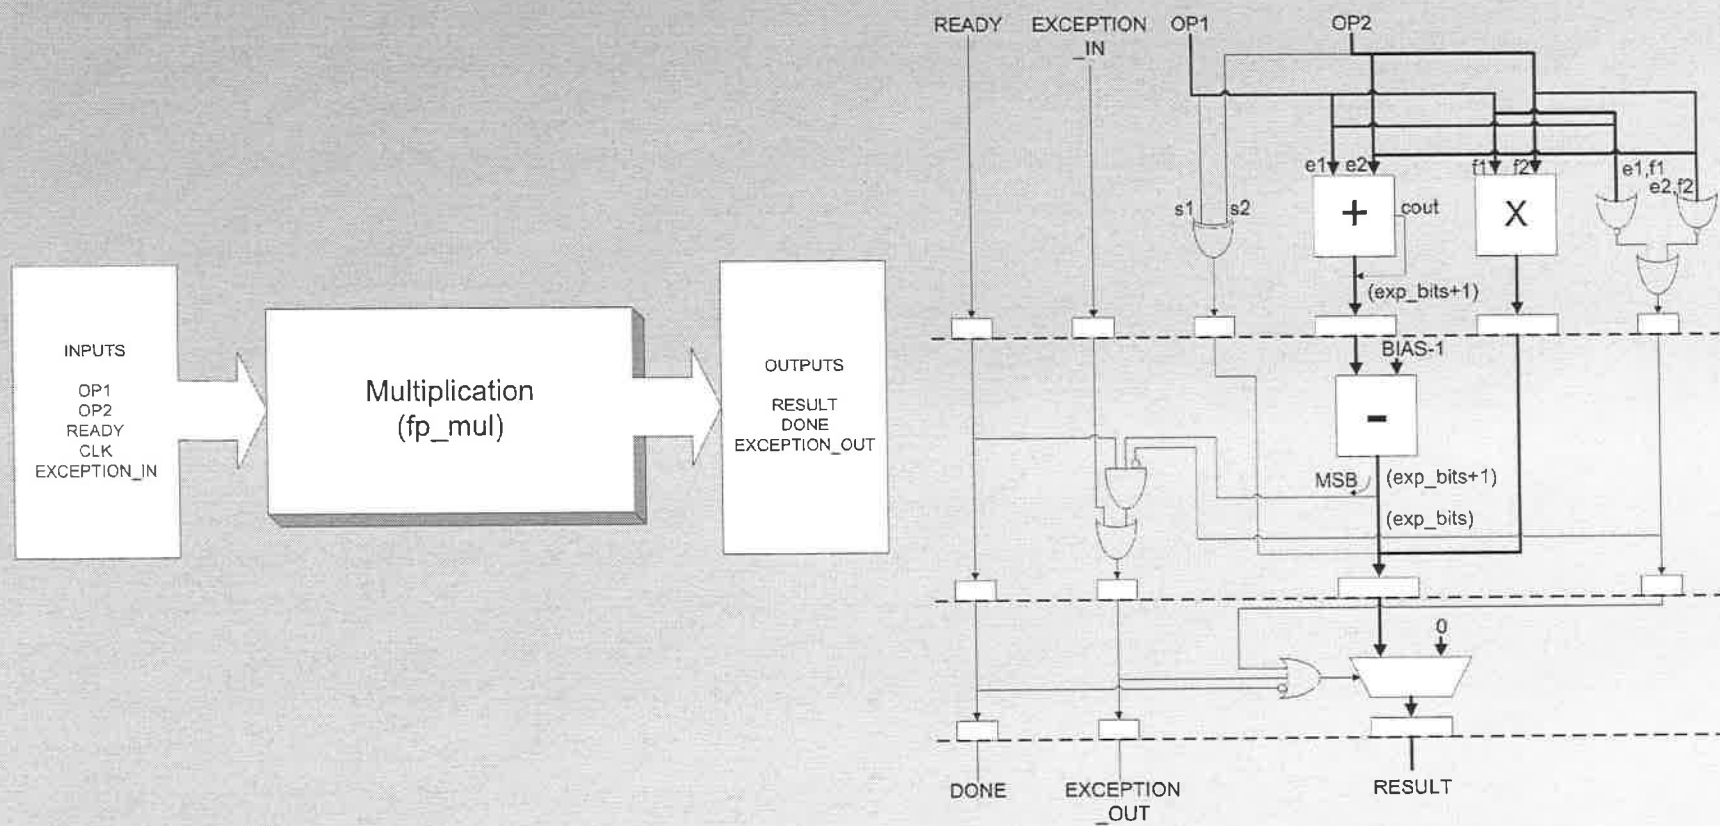 INPUTS
OP1
OP2
READY
CLK
EXCEPTION_IN
Multiplication
(fp_mul)
OUTPUTS
RESULT
DONE
EXCEPTION_OUT
READY
EXCEPTION
_IN
OP1
OP2
e1 e2
f1 f2
e1,f1
e2,f2
s1
s2
+
cout
X
(exp_bits+1)
BIAS-1
-
MSB
(exp_bits+1)
(exp_bits)
0
DONE
EXCEPTION
_OUT
RESULT